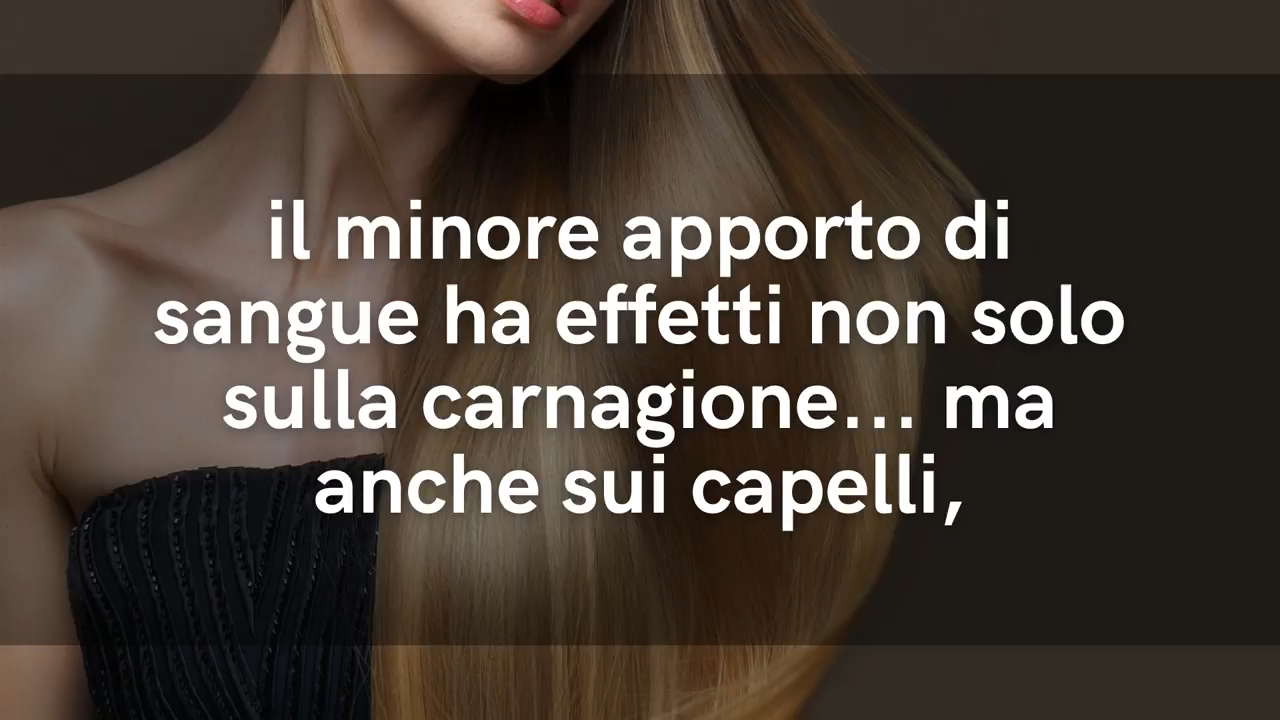 il minore apporto di
sangue ha effetti non solo
sulla carnagione... ma
anche sui capelli,